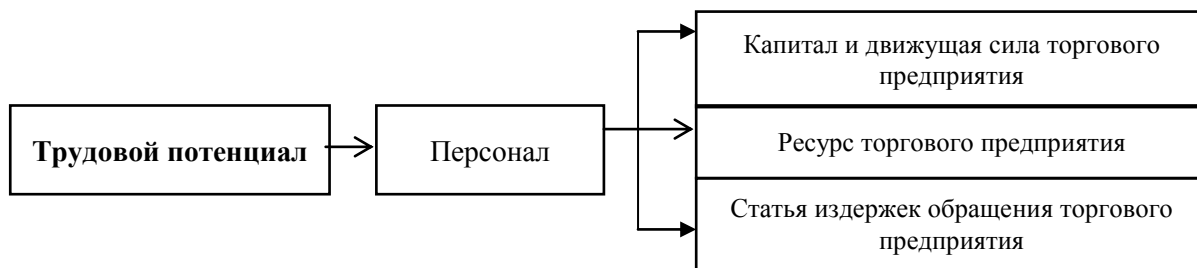 Трудовой потенциал
Персонал
Капитал и движущая сила торгового
предприятия
Ресурс торгового предприятия
Статья издержек обращения торгового
предприятия